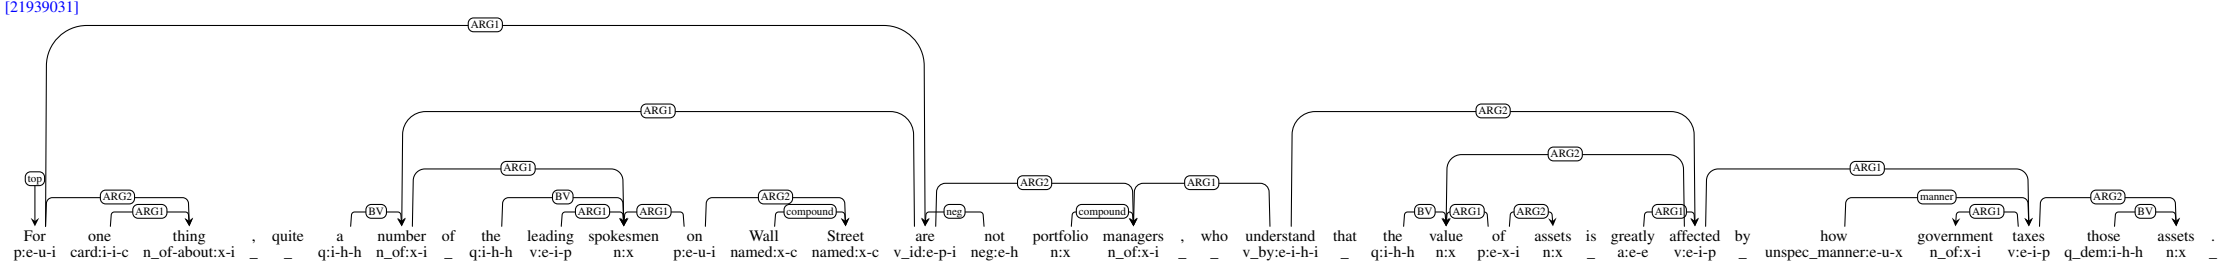 [21939031]
ARG1
ARG1
ARG2
ARG2
ARG1
ARG1
top
ARG2
BV
ARG2
ARG2
ARG1
manner
ARG2
ARG1
BV
ARG1
ARG1
compound
neg
compound
BV
ARG1
ARG2
ARG1
ARG1
BV
For one thing , quite a number of the leading spokesmen on Wall Street are not portfolio managers , who understand that the value of assets is greatly affected by how government taxes those assets .
p:e-u-i card:i-i-c n_of-about:x-i _ _ q:i-h-h n_of:x-i _ q:i-h-h v:e-i-p n:x p:e-u-i named:x-c named:x-c v_id:e-p-i neg:e-h n:x n_of:x-i _ _ v_by:e-i-h-i _ q:i-h-h n:x p:e-x-i n:x _ a:e-e v:e-i-p _ unspec_manner:e-u-x n_of:x-i v:e-i-p q_dem:i-h-h n:x _